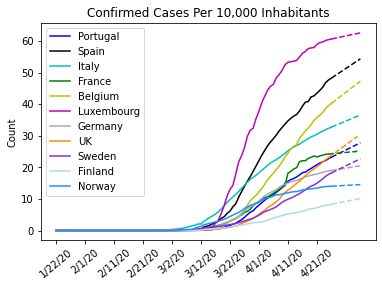 Confirmed Cases Per 10,000 Inhabitants
60
50
40
30
20
10
0
Count
Portugal
Spain
Italy
France
Belgium
Luxembourg
Germany
UK
Sweden
Finland
Norway
1/22/20
2/1/20
2/11/20
2/21/20
3/2/20
3/12/20
3/22/20
4/1/20
4/11/20
4/21/20